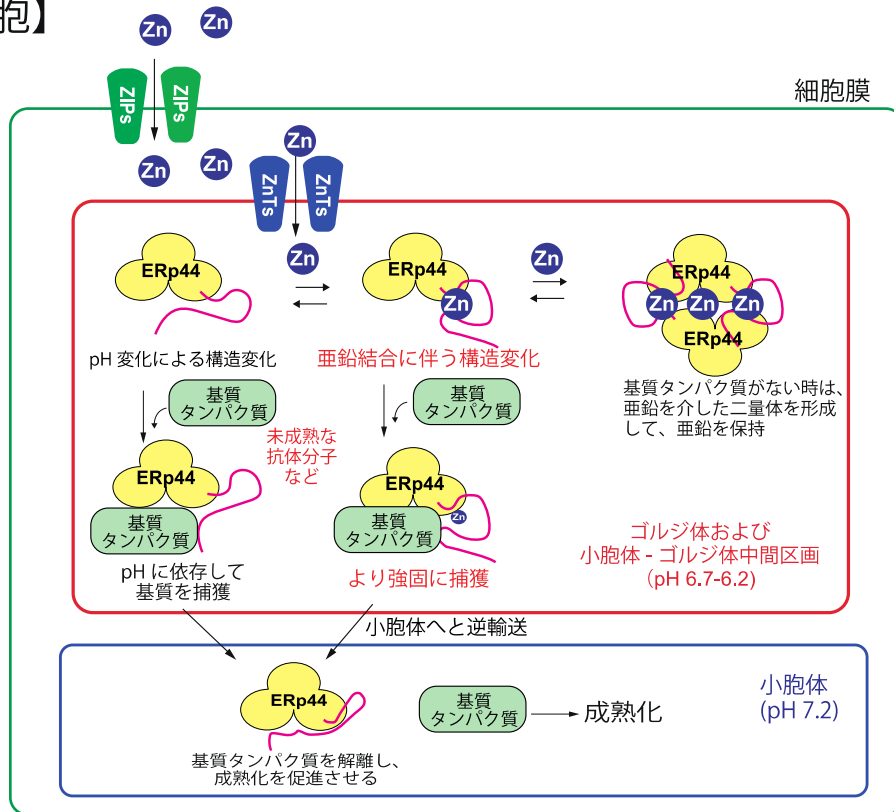 胞】
Zn
Zn
ZIPs
ZIPs
細胞膜
Zn
Zn
Zn
ZnTs
ZnTs
Zn
Zn
ERp44
ERp44
Zn
ERp44
Zn
Zn
Zn
ERp44
pH 変化による構造変化
亜鉛結合に伴う構造変化
基質タンパク質がない時は、
亜鉛を介した二量体を形成
して、亜鉛を保持
基質
タンパク質
基質
タンパク質
未成熟な
抗体分子
など
ERp44
基質
タンパク質
ERp44
Zn
基質
タンパク質
pH に依存して
基質を捕獲
より強固に捕獲
ゴルジ体および
小胞体 - ゴルジ体中間区画
(pH 6.7-6.2)
小胞体へと逆輸送
ERp44
基質
タンパク質
成熟化
小胞体
(pH 7.2)
基質タンパク質を解離し、
成熟化を促進させる